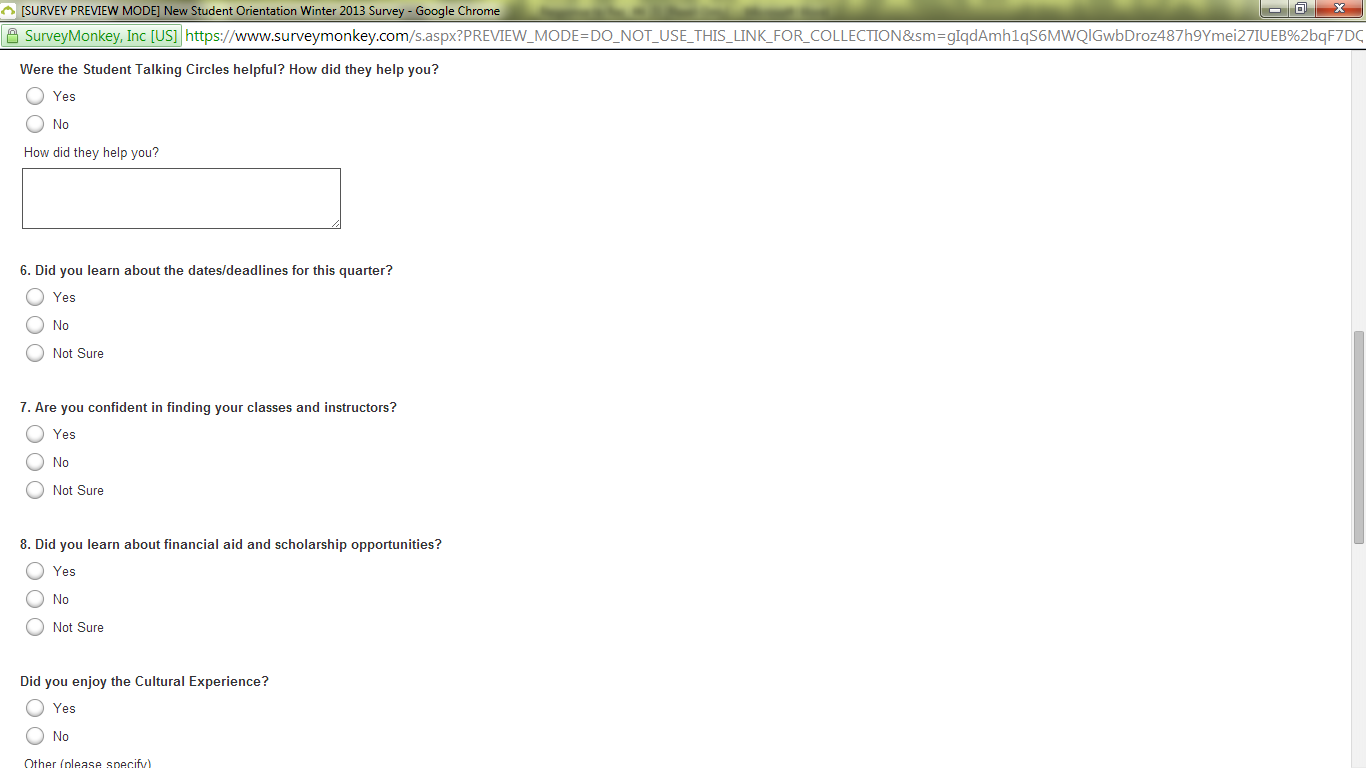 [SURVEY PREVIEW MODE] New Student Orientation Winter 2013 Survey - Google Chrome
SurveyMonkey, Inc [US] https://www.surveymonkey.com/s.aspx?PREVIEW_MODE=DO_NOT_USE_THIS_LINK_FOR_COLLECTION&sm=gIqdAmh1qS6MWQlGwbDroz487h9Ymei27IUEB%2bqF7DQ
Were the Student Talking Circles helpful? How did they help you?
Yes
No
How did they help you?
6. Did you learn about the dates/deadlines for this quarter?
Yes
No
Not Sure
7. Are you confident in finding your classes and instructors?
Yes
No
Not Sure
8. Did you learn about financial aid and scholarship opportunities?
Yes
No
Not Sure
Did you enjoy the Cultural Experience?
Yes
No
Other (please specify)